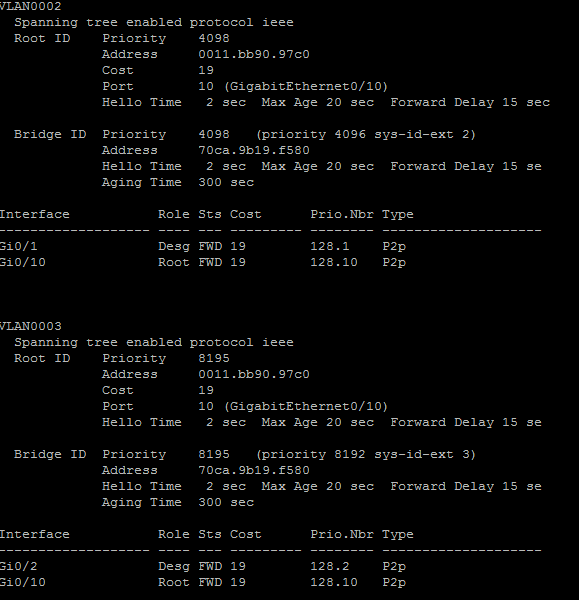 VLAN0002
Spanning tree enabled protocol ieee
Root ID Priority 4098
Address 0011.bb90.97c0
Cost 19
Port 10 (GigabitEthernet0/10)
Hello Time 2 sec Max Age 20 sec Forward Delay 15 sec
Bridge ID Priority 4098 (priority 4096 sys-id-ext 2)
Address 70ca.9b19.f580
Hello Time 2 sec Max Age 20 sec Forward Delay 15 se
Aging Time 300 sec
Interface Role Sts Cost Prio.Nbr Type
------------------- ---- --- --------- -------- --------------------
Gi0/1 Desg FWD 19 128.1 P2p
Gi0/10 Root FWD 19 128.10 P2p
VLAN0003
Spanning tree enabled protocol ieee
Root ID Priority 8195
Address 0011.bb90.97c0
Cost 19
Port 10 (GigabitEthernet0/10)
Hello Time 2 sec Max Age 20 sec Forward Delay 15 se
Bridge ID Priority 8195 (priority 8192 sys-id-ext 3)
Address 70ca.9b19.f580
Hello Time 2 sec Max Age 20 sec Forward Delay 15 se
Aging Time 300 sec
Interface Role Sts Cost Prio.Nbr Type
------------------- ---- --- --------- -------- --------------------
Gi0/2 Desg FWD 19 128.2 P2p
Gi0/10 Root FWD 19 128.10 P2p